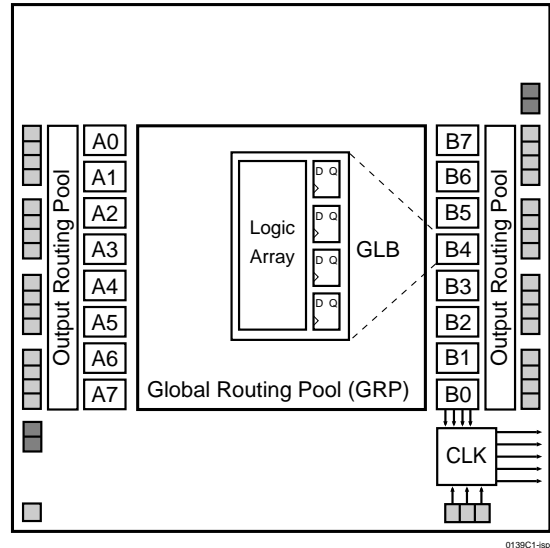 Output Routing Pool
A0
A1
A2
A3
A4
A5
A6
A7
Logic
Array
D Q
D Q
D Q
D Q
GLB
Global Routing Pool (GRP)
B7
B6
B5
B4
B3
B2
B1
B0
Output Routing Pool
CLK
0139C1-isp